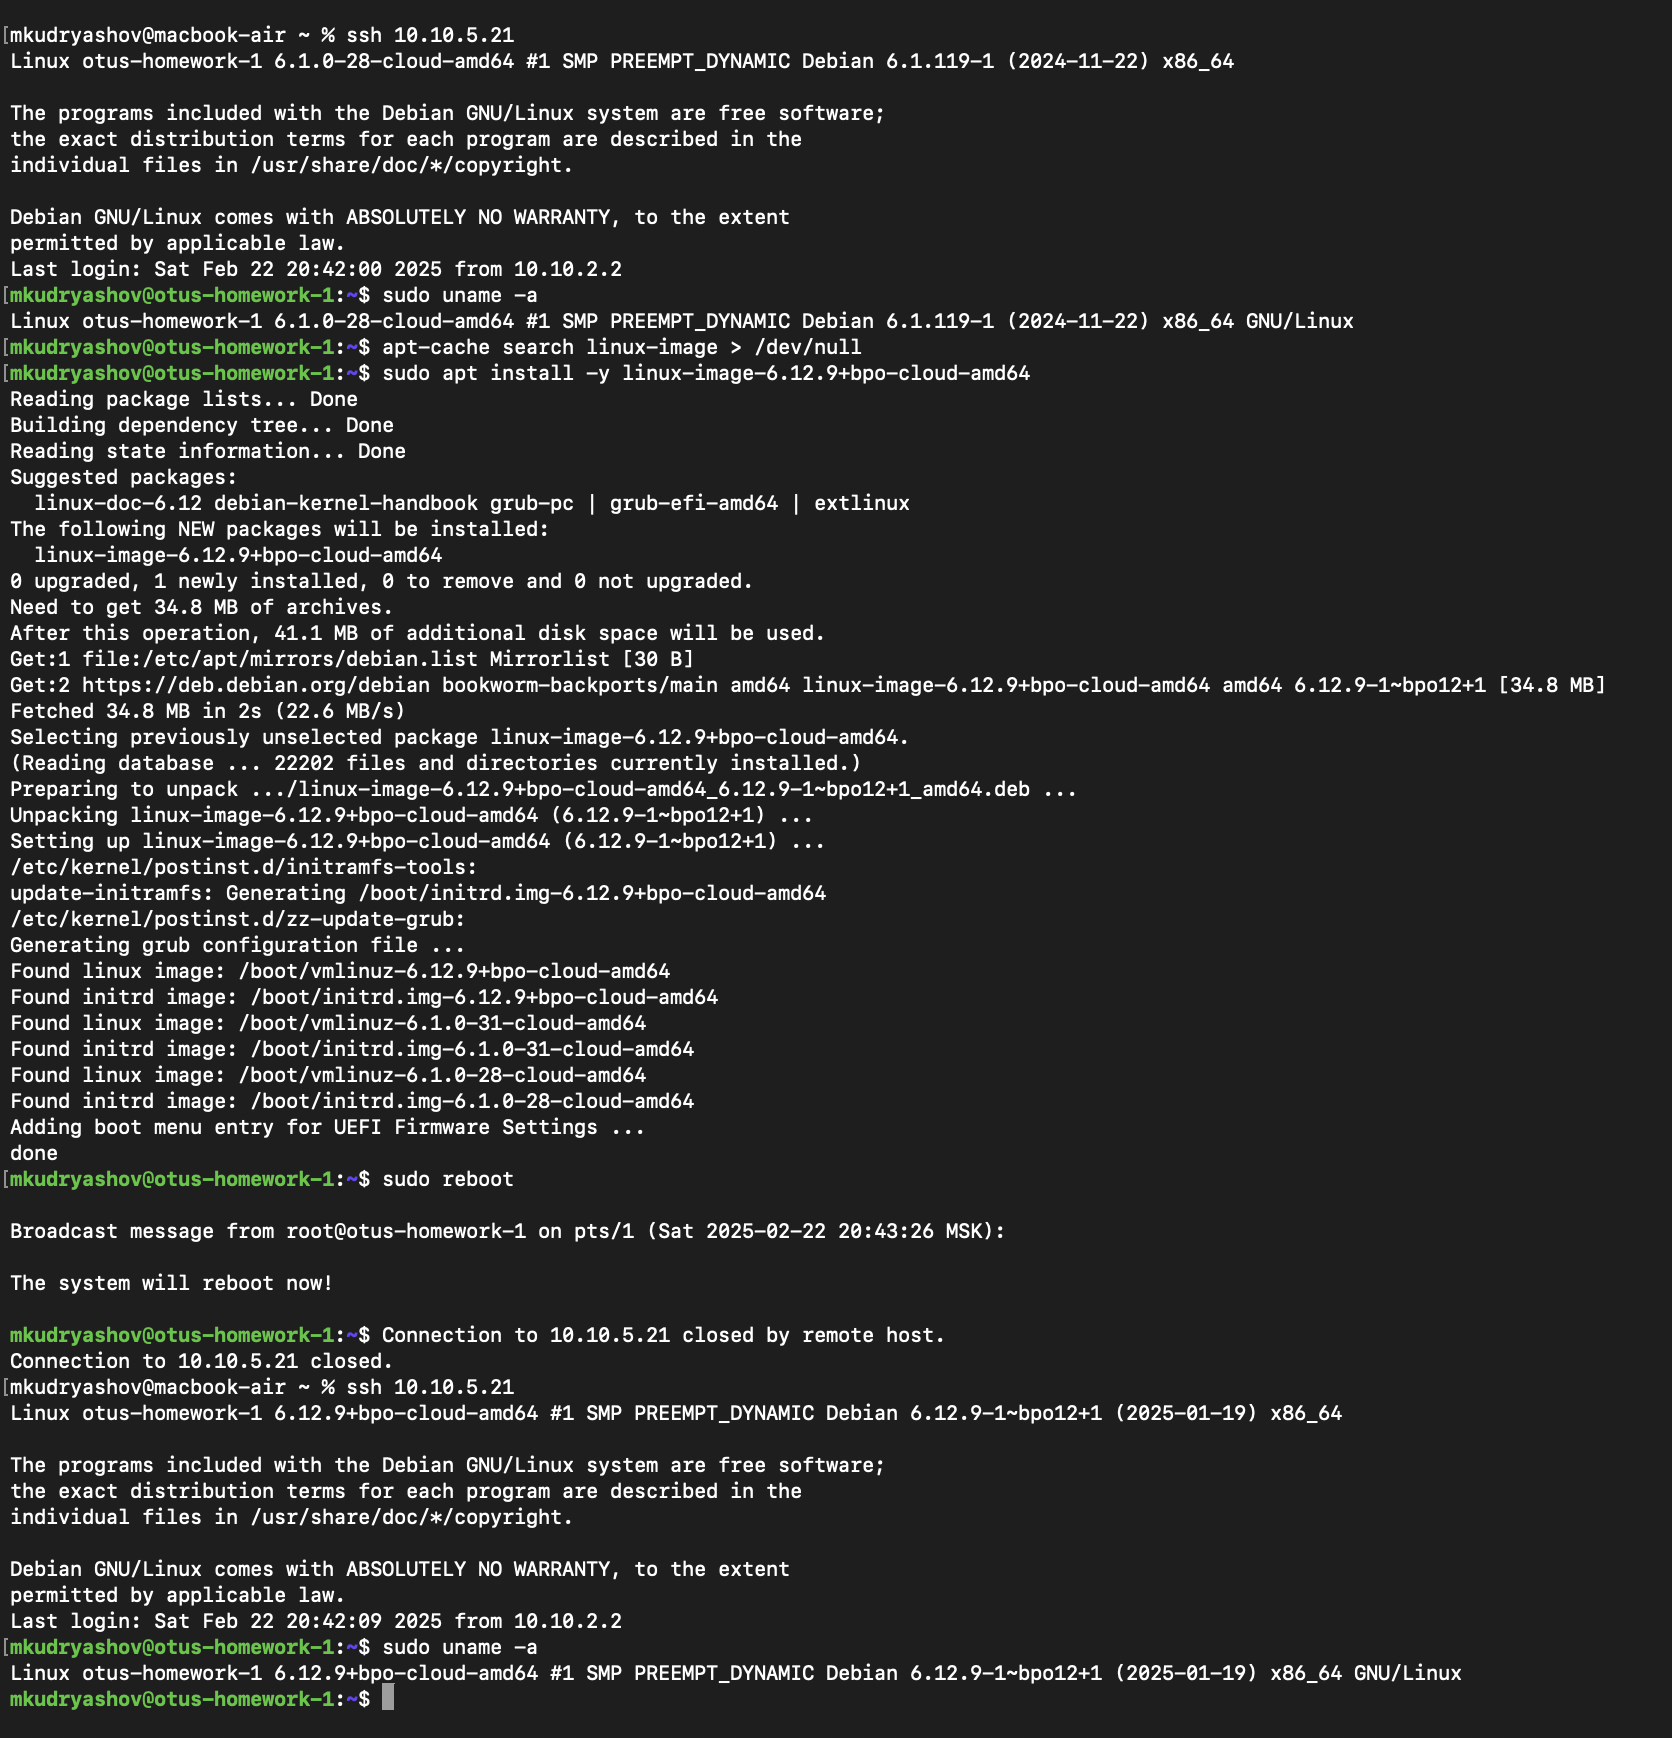 [mkudryashov@macbook-air ~ % ssh 10.10.5.21
Linux otus-homework-1 6.1.0-28-cloud-amd64 #1 SMP PREEMPT_DYNAMIC Debian 6.1.119-1 (2024-11-22) x86_64
The programs included with the Debian GNU/Linux system are free software;
the exact distribution terms for each program are described in the
individual files in /usr/share/doc/*/copyright.
Debian GNU/Linux comes with ABSOLUTELY NO WARRANTY, to the extent
permitted by applicable law.
Last login: Sat Feb 22 20:42:00 2025 from 10.10.2.2
[mkudryashov@otus-homework-1:~$ sudo uname -a
Linux otus-homework-1 6.1.0-28-cloud-amd64 #1 SMP PREEMPT_DYNAMIC Debian 6.1.119-1 (2024-11-22) x86_64 GNU/Linux
[mkudryashov@otus-homework-1:~$ apt-cache search linux-image > /dev/null
[mkudryashov@otus-homework-1:~$ sudo apt install -y linux-image-6.12.9+bpo-cloud-amd64
Reading package lists... Done
Building dependency tree... Done
Reading state information... Done
Suggested packages:
  linux-doc-6.12 debian-kernel-handbook grub-pc | grub-efi-amd64 | extlinux
The following NEW packages will be installed:
  linux-image-6.12.9+bpo-cloud-amd64
0 upgraded, 1 newly installed, 0 to remove and 0 not upgraded.
Need to get 34.8 MB of archives.
After this operation, 41.1 MB of additional disk space will be used.
Get:1 file:/etc/apt/mirrors/debian.list Mirrorlist [30 B]
Get:2 https://deb.debian.org/debian bookworm-backports/main amd64 linux-image-6.12.9+bpo-cloud-amd64 amd64 6.12.9-1~bpo12+1 [34.8 MB]
Fetched 34.8 MB in 2s (22.6 MB/s)
Selecting previously unselected package linux-image-6.12.9+bpo-cloud-amd64.
(Reading database ... 22202 files and directories currently installed.)
Preparing to unpack .../linux-image-6.12.9+bpo-cloud-amd64_6.12.9-1~bpo12+1_amd64.deb ...
Unpacking linux-image-6.12.9+bpo-cloud-amd64 (6.12.9-1~bpo12+1) ...
Setting up linux-image-6.12.9+bpo-cloud-amd64 (6.12.9-1~bpo12+1) ...
/etc/kernel/postinst.d/initramfs-tools:
update-initramfs: Generating /boot/initrd.img-6.12.9+bpo-cloud-amd64
/etc/kernel/postinst.d/zz-update-grub:
Generating grub configuration file ...
Found linux image: /boot/vmlinuz-6.12.9+bpo-cloud-amd64
Found initrd image: /boot/initrd.img-6.12.9+bpo-cloud-amd64
Found linux image: /boot/vmlinuz-6.1.0-31-cloud-amd64
Found initrd image: /boot/initrd.img-6.1.0-31-cloud-amd64
Found linux image: /boot/vmlinuz-6.1.0-28-cloud-amd64
Found initrd image: /boot/initrd.img-6.1.0-28-cloud-amd64
Adding boot menu entry for UEFI Firmware Settings ...
done
[mkudryashov@otus-homework-1:~$ sudo reboot
Broadcast message from root@otus-homework-1 on pts/1 (Sat 2025-02-22 20:43:26 MSK):
The system will reboot now!
mkudryashov@otus-homework-1:~$ Connection to 10.10.5.21 closed by remote host.
Connection to 10.10.5.21 closed.
[mkudryashov@macbook-air ~ % ssh 10.10.5.21
Linux otus-homework-1 6.12.9+bpo-cloud-amd64 #1 SMP PREEMPT_DYNAMIC Debian 6.12.9-1~bpo12+1 (2025-01-19) x86_64
The programs included with the Debian GNU/Linux system are free software;
the exact distribution terms for each program are described in the
individual files in /usr/share/doc/*/copyright.
Debian GNU/Linux comes with ABSOLUTELY NO WARRANTY, to the extent
permitted by applicable law.
Last login: Sat Feb 22 20:42:09 2025 from 10.10.2.2
[mkudryashov@otus-homework-1:~$ sudo uname -a
Linux otus-homework-1 6.12.9+bpo-cloud-amd64 #1 SMP PREEMPT_DYNAMIC Debian 6.12.9-1~bpo12+1 (2025-01-19) x86_64 GNU/Linux
mkudryashov@otus-homework-1:~$